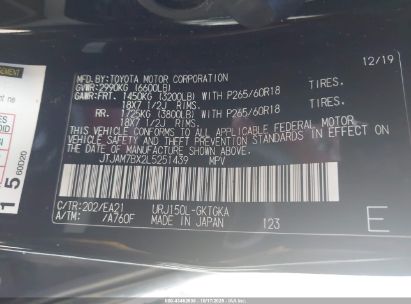 12/19
MFD. BY: TOYOTA MOTOR CORPORATION
GVWR: 2990KG (6600LB)
GAWR: FRT. 1450KG (3200LB) WITH P265/60R18 TIRES.
18X7 1/2J RIMS.
RR. 1725KG (3800LB) WITH P265/60R18 TIRES.
18X7 1/2J RIMS.
THIS VEHICLE CONFORMS TO ALL APPLICABLE FEDERAL MOTOR
VEHICLE SAFETY AND THEFT PREVENTION STANDARDS IN EFFECT ON
THE DATE OF MANUFACTURE SHOWN ABOVE.
JTJAM7BX2L5251439 MPV
C/TR: 202/EA21 URJ150L-GKTGKA
A/TM: /A760F MADE IN JAPAN 123
E
15
60020